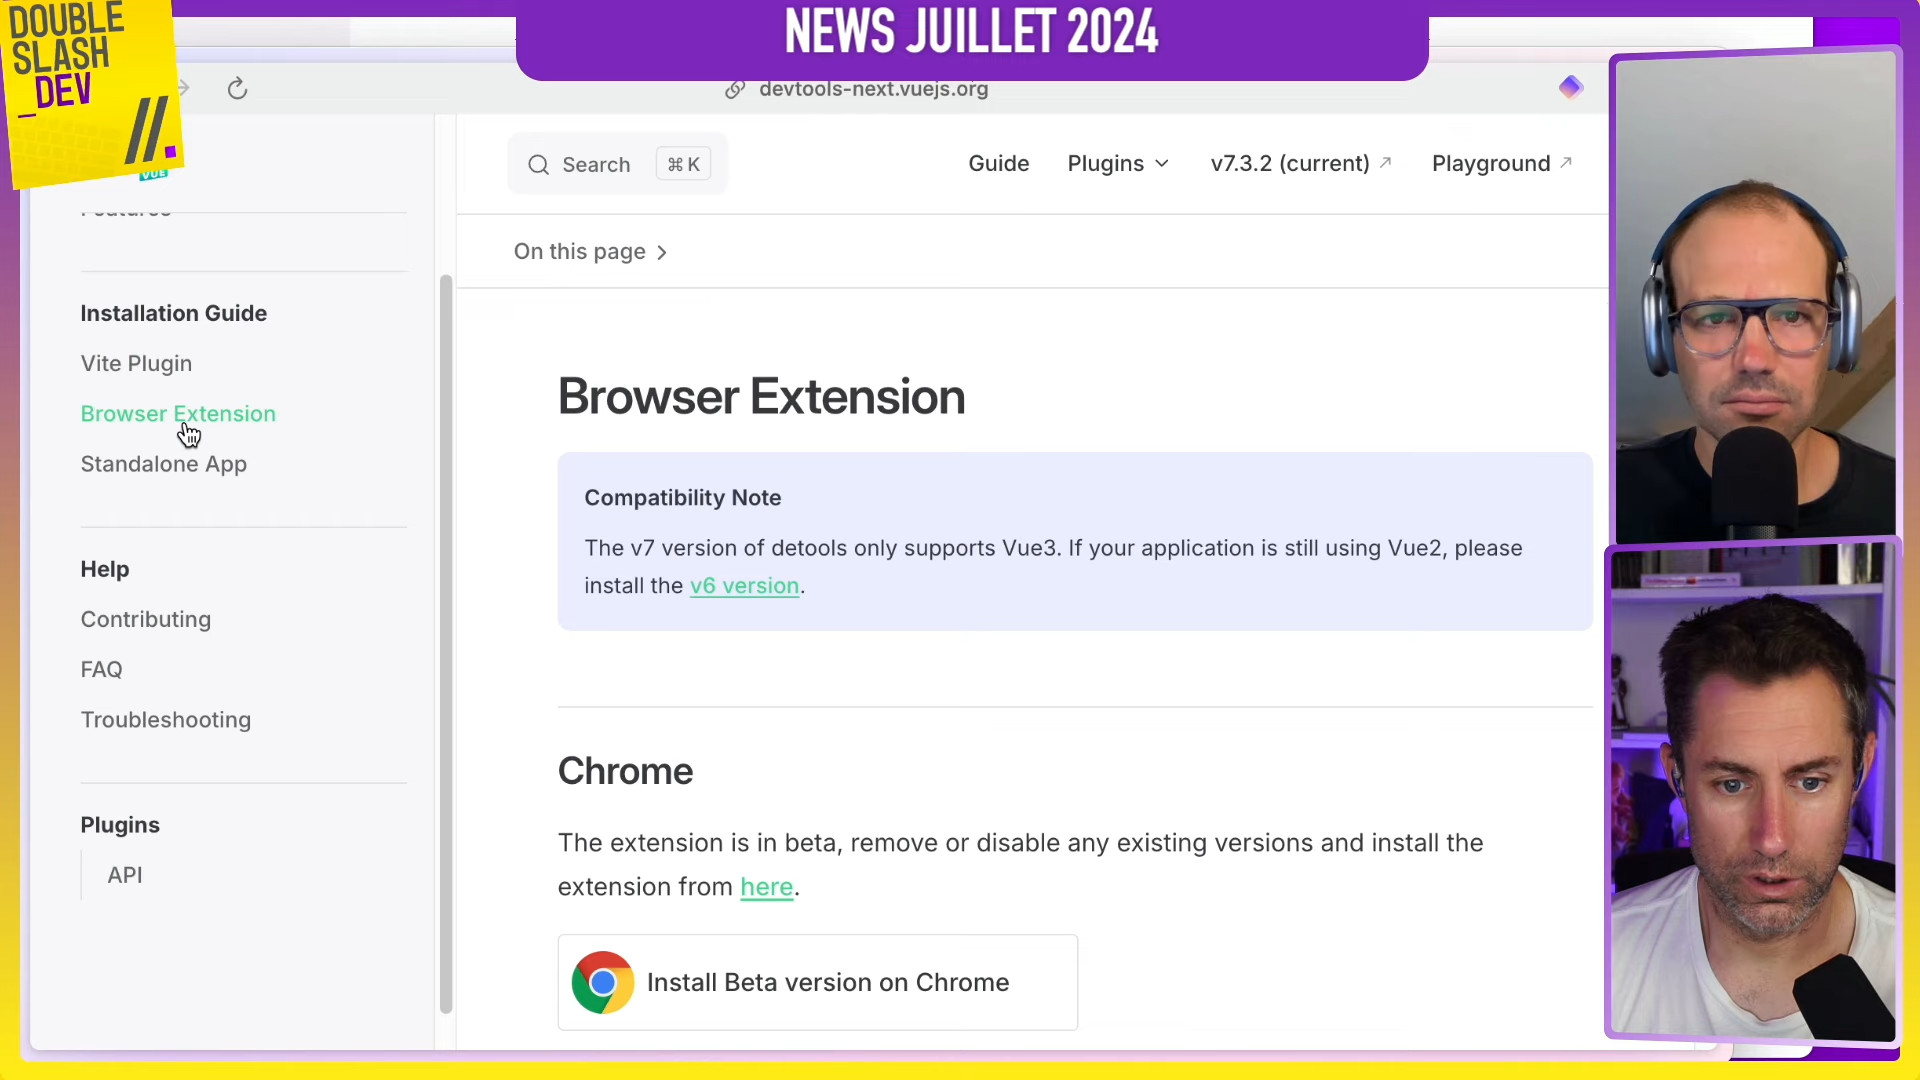 DOUBLE
SLASH
_DEV
//.
NEWS JUILLET 2024
devtools-next.vuejs.org
VUE
Search
⌘ K
Guide
Plugins
v7.3.2 (current)
Playground
Features
On this page
Installation Guide
Vite Plugin
Browser Extension
Standalone App
Help
Contributing
FAQ
Troubleshooting
Plugins
API
Browser Extension
Compatibility Note
The v7 version of detools only supports Vue3. If your application is still using Vue2, please
install the v6 version.
Chrome
The extension is in beta, remove or disable any existing versions and install the
extension from here.
Install Beta version on Chrome